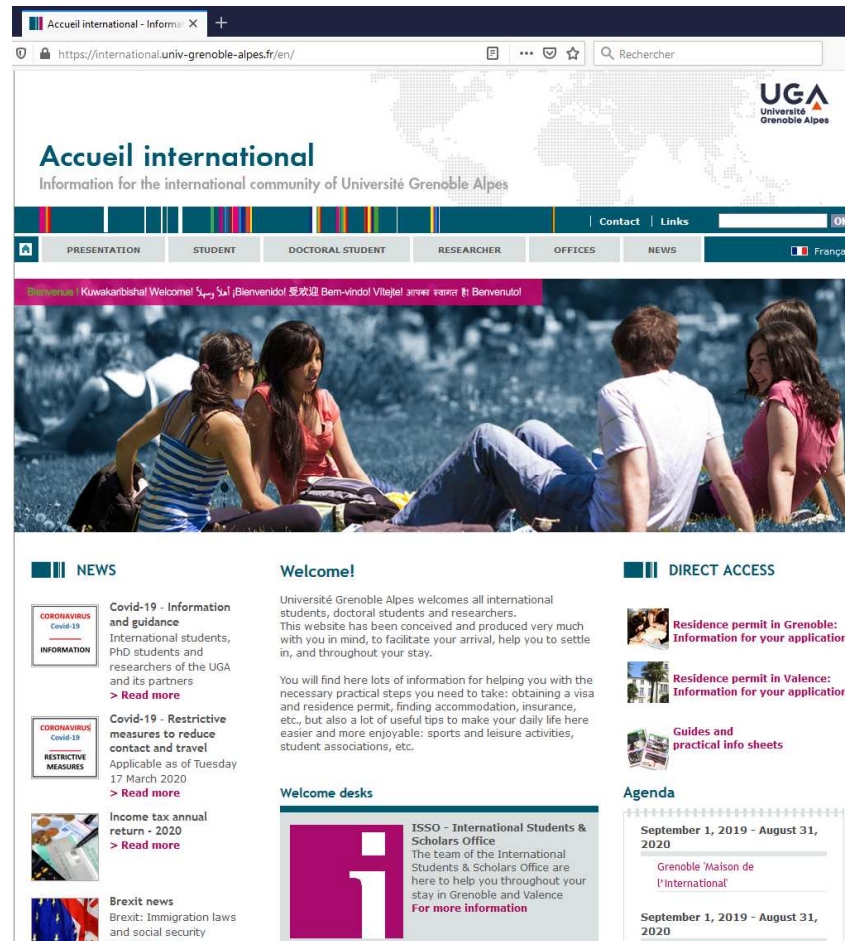 Accueil international - Informa
https://international.univ-grenoble-alpes.fr/en/
Rechercher
UGA
Université
Grenoble Alpes
Accueil international
Information for the international community of Université Grenoble Alpes
Contact | Links
OK
PRESENTATION
STUDENT
DOCTORAL STUDENT
RESEARCHER
OFFICES
NEWS
França
Bienvenue ! Kuwakaribisha! Welcome! أهلاً وسهلاً ¡Bienvenido! 受欢迎 Bem-vindo! Vítejte! आपका स्वागत है! Benvenuto!
NEWS
CORONAVIRUS
Covid-19
INFORMATION
Covid-19 - Information
and guidance
International students,
PhD students and
researchers of the UGA
and its partners
> Read more
CORONAVIRUS
Covid-19
RESTRICTIVE
MEASURES
Covid-19 - Restrictive
measures to reduce
contact and travel
Applicable as of Tuesday
17 March 2020
> Read more
Income tax annual
return - 2020
> Read more
Brexit news
Brexit: Immigration laws
and social security
Welcome!
Université Grenoble Alpes welcomes all international
students, doctoral students and researchers.
This website has been conceived and produced very much
with you in mind, to facilitate your arrival, help you to settle
in, and throughout your stay.
You will find here lots of information for helping you with the
necessary practical steps you need to take: obtaining a visa
and residence permit, finding accommodation, insurance,
etc., but also a lot of useful tips to make your daily life here
easier and more enjoyable: sports and leisure activities,
student associations, etc.
Welcome desks
i
ISSO - International Students &
Scholars Office
The team of the International
Students & Scholars Office are
here to help you throughout your
stay in Grenoble and Valence
For more information
DIRECT ACCESS
Residence permit in Grenoble:
Information for your application
Residence permit in Valence:
Information for your application
Guides and
practical info sheets
Agenda
September 1, 2019 - August 31,
2020
Grenoble 'Maison de
l'International'
September 1, 2019 - August 31,
2020